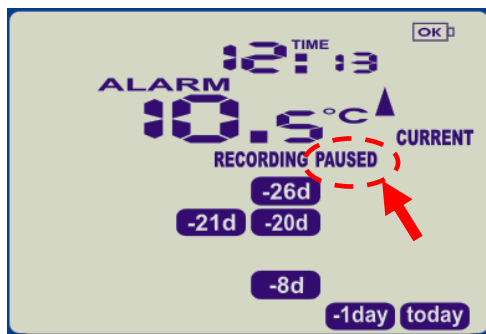 OK
TIME
12:13
ALARM
10.5°C
CURRENT
RECORDING PAUSED
-26d
-21d -20d
-8d
-1day today